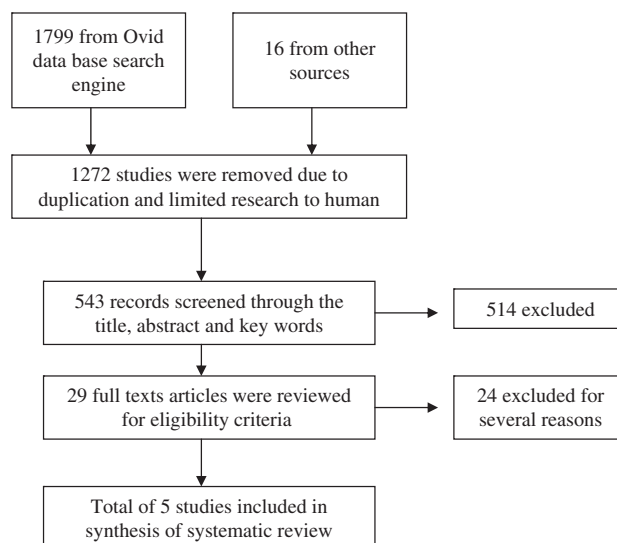 1799 from Ovid
data base search
engine
16 from other
sources
1272 studies were removed due to
duplication and limited research to human
543 records screened through the
title, abstract and key words
514 excluded
29 full texts articles were reviewed
for eligibility criteria
24 excluded for
several reasons
Total of 5 studies included in
synthesis of systematic review